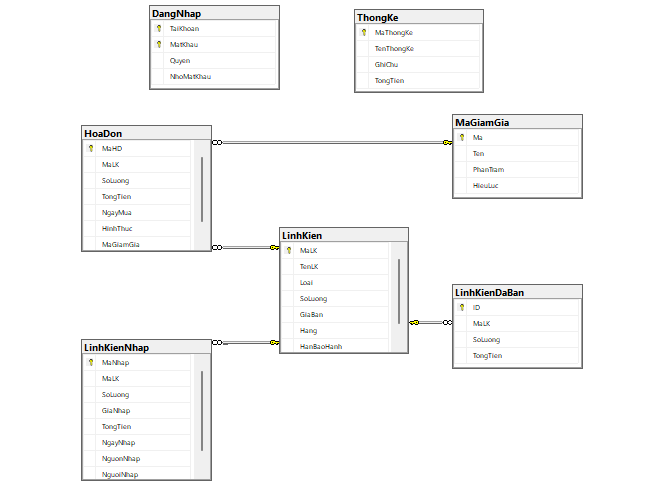 DangNhap
TaiKhoan
MatKhau
Quyen
NhoMatKhau
ThongKe
MaThongKe
TenThongKe
GhiChu
TongTien
HoaDon
MaHD
MaLK
SoLuong
TongTien
NgayMua
HinhThuc
MaGiamGia
MaGiamGia
Ma
Ten
PhanTram
HieuLuc
LinhKien
MaLK
TenLK
Loai
SoLuong
GiaBan
Hang
HanBaoHanh
LinhKienDaBan
ID
MaLK
SoLuong
TongTien
LinhKienNhap
MaNhap
MaLK
SoLuong
GiaNhap
TongTien
NgayNhap
NguonNhap
NguoiNhap